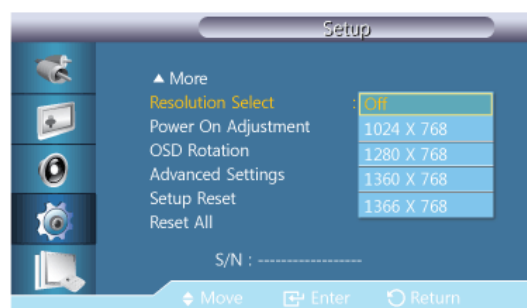 Setup
▲ More
Resolution Select : Off
Power On Adjustment 1024 X 768
OSD Rotation 1280 X 768
Advanced Settings 1360 X 768
Setup Reset 1366 X 768
Reset All
S/N : ------------------
Move Enter Return